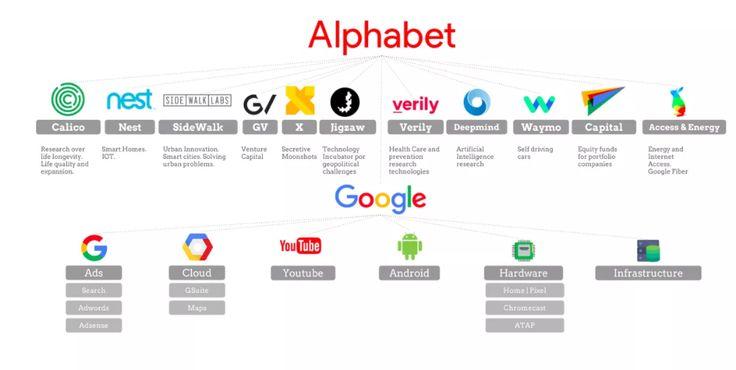 Alphabet
nest
SIDEWALK LABS
GV
verily
Calico
Nest
SideWalk
GV
X
Jigzaw
Verily
Deepmind
Waymo
Capital
Access & Energy
Research over
life longevity.
Life quality and
expansion.
Smart Homes.
IOT.
Urban Innovation.
Smart cities. Solving
urban problems.
Venture
Capital
Secretive
Moonshots
Technology
Incubator por
geopolitical
challenges
Health Care and
prevention
research
technologies
Artificial
Intelligence
research
Self driving
cars
Equity funds
for portfolio
companies
Energy and
Internet
Access.
Google Fiber
Google
G
YouTube
Ads
Cloud
Youtube
Android
Hardware
Infrastructure
Search
GSuite
Home | Pixel
Adwords
Maps
Chromecast
Adsense
ATAP